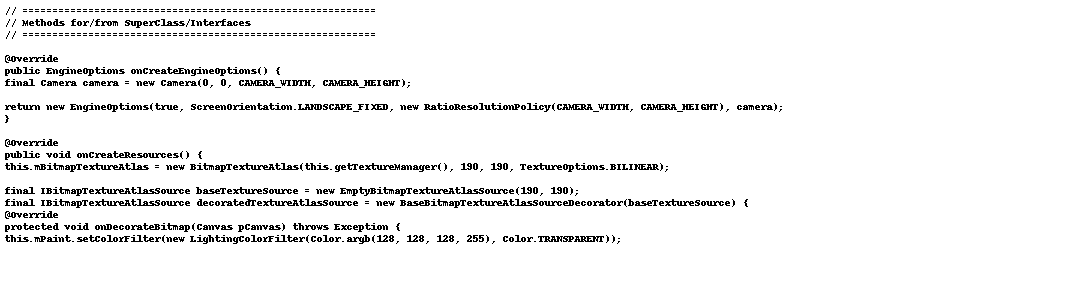 // ===========================================================
// Methods for/from SuperClass/Interfaces
// ===========================================================
@Override
public EngineOptions onCreateEngineOptions() {
final Camera camera = new Camera(0, 0, CAMERA_WIDTH, CAMERA_HEIGHT);
return new EngineOptions(true, ScreenOrientation.LANDSCAPE_FIXED, new RatioResolutionPolicy(CAMERA_WIDTH, CAMERA_HEIGHT), camera);
}
@Override
public void onCreateResources() {
this.mBitmapTextureAtlas = new BitmapTextureAtlas(this.getTextureManager(), 190, 190, TextureOptions.BILINEAR);
final IBitmapTextureAtlasSource baseTextureSource = new EmptyBitmapTextureAtlasSource(190, 190);
final IBitmapTextureAtlasSource decoratedTextureAtlasSource = new BaseBitmapTextureAtlasSourceDecorator(baseTextureSource) {
@Override
protected void onDecorateBitmap(Canvas pCanvas) throws Exception {
this.mPaint.setColorFilter(new LightingColorFilter(Color.argb(128, 128, 128, 255), Color.TRANSPARENT));